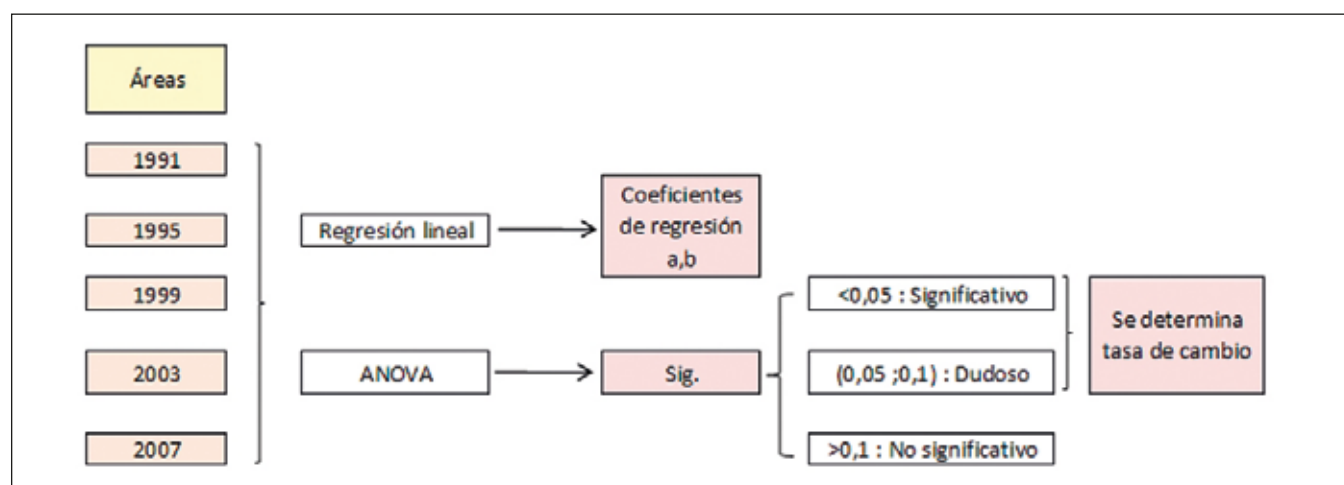 Áreas
1991
1995
1999
2003
2007
Regresión lineal
ANOVA
Coeficientes
de regresión
a,b
Sig.
<0,05 : Significativo
(0,05 ;0,1) : Dudoso
>0,1 : No significativo
Se determina
tasa de cambio